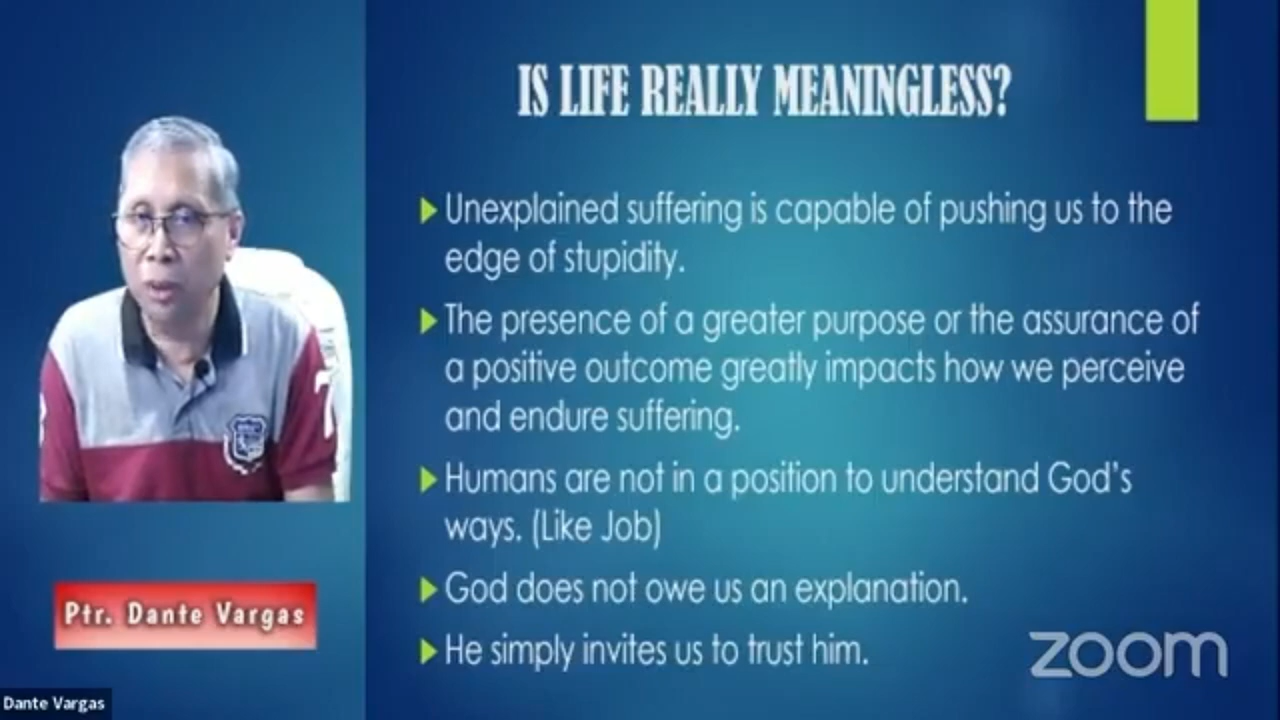 IS LIFE REALLY MEANINGLESS?
Unexplained suffering is capable of pushing us to the
edge of stupidity.
The presence of a greater purpose or the assurance of
a positive outcome greatly impacts how we perceive
and endure suffering.
Humans are not in a position to understand God's
ways. (Like Job)
God does not owe us an explanation.
He simply invites us to trust him.
Ptr. Dante Vargas
zoom
Dante Vargas